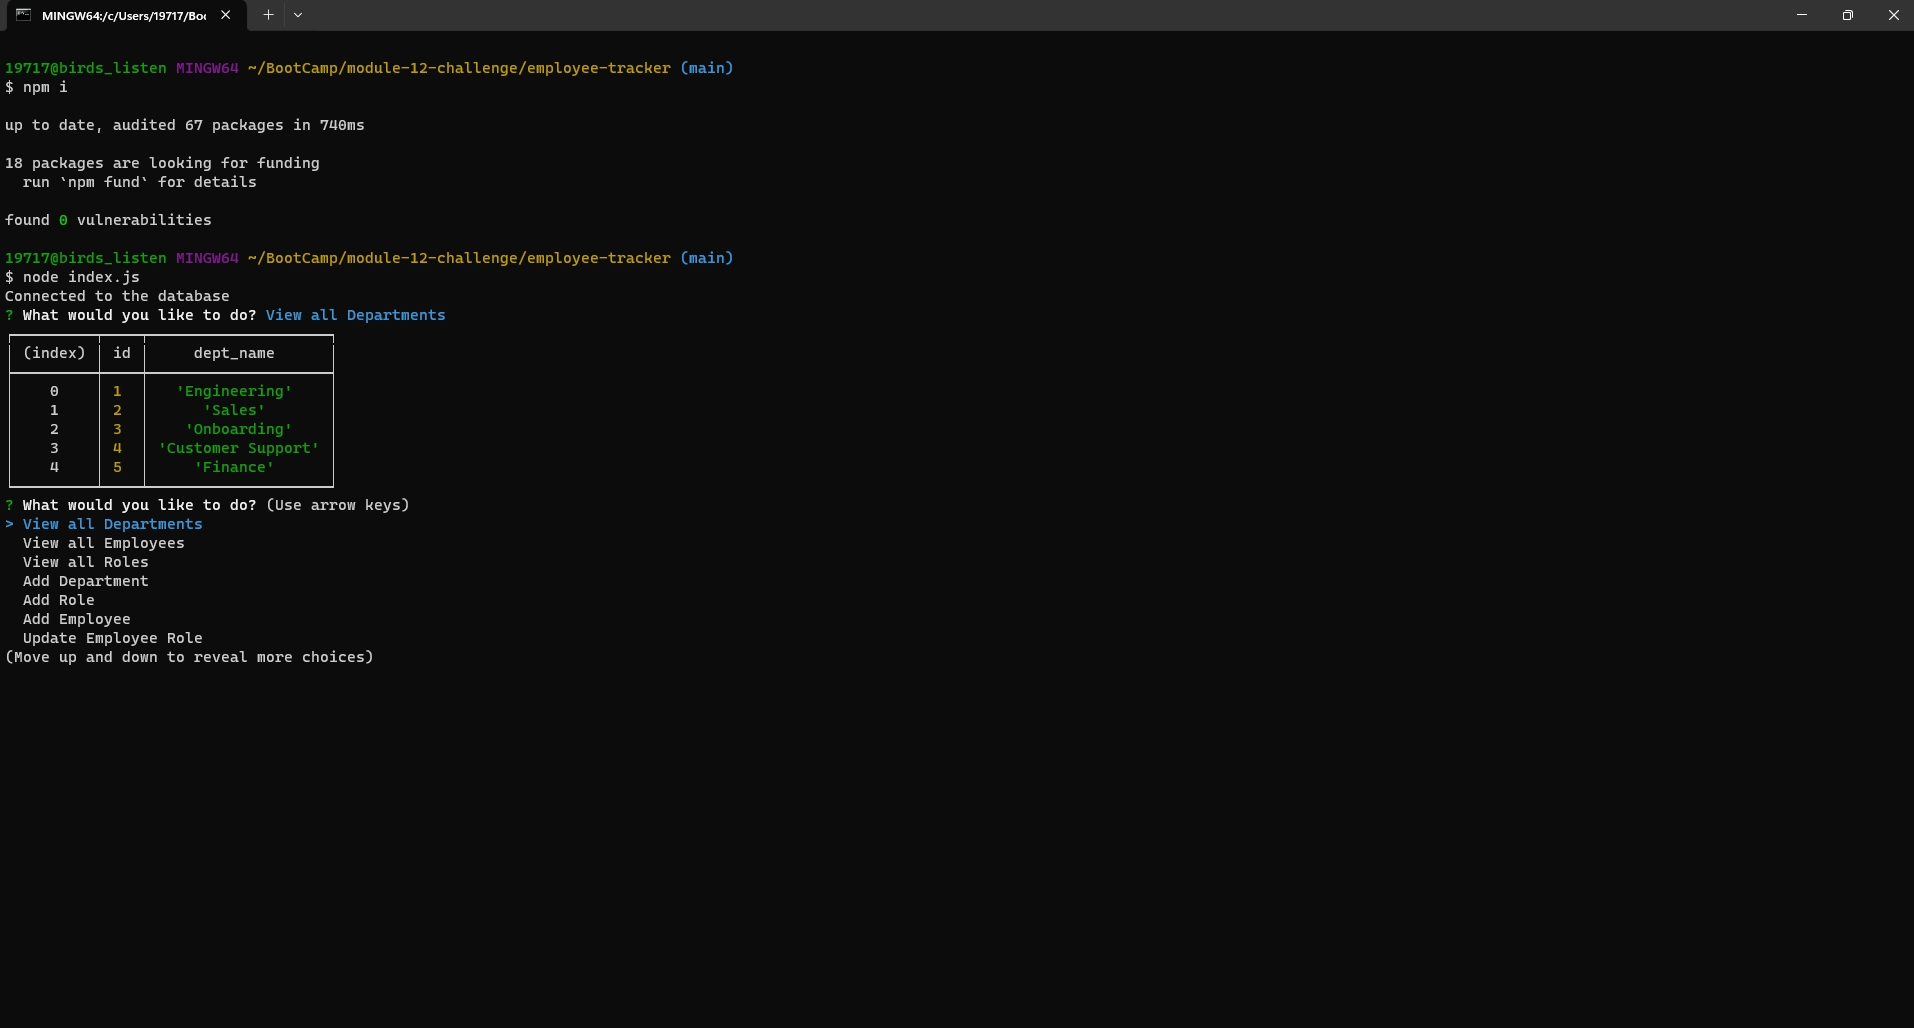 MINGW64:/c/Users/19717/Boo
19717@birds_listen MINGW64 ~/BootCamp/module-12-challenge/employee-tracker (main)
$ npm i
up to date, audited 67 packages in 740ms
18 packages are looking for funding
  run `npm fund` for details
found 0 vulnerabilities
19717@birds_listen MINGW64 ~/BootCamp/module-12-challenge/employee-tracker (main)
$ node index.js
Connected to the database
? What would you like to do? View all Departments
(index) id dept_name
0 1 'Engineering'
1 2 'Sales'
2 3 'Onboarding'
3 4 'Customer Support'
4 5 'Finance'
? What would you like to do? (Use arrow keys)
> View all Departments
  View all Employees
  View all Roles
  Add Department
  Add Role
  Add Employee
  Update Employee Role
(Move up and down to reveal more choices)